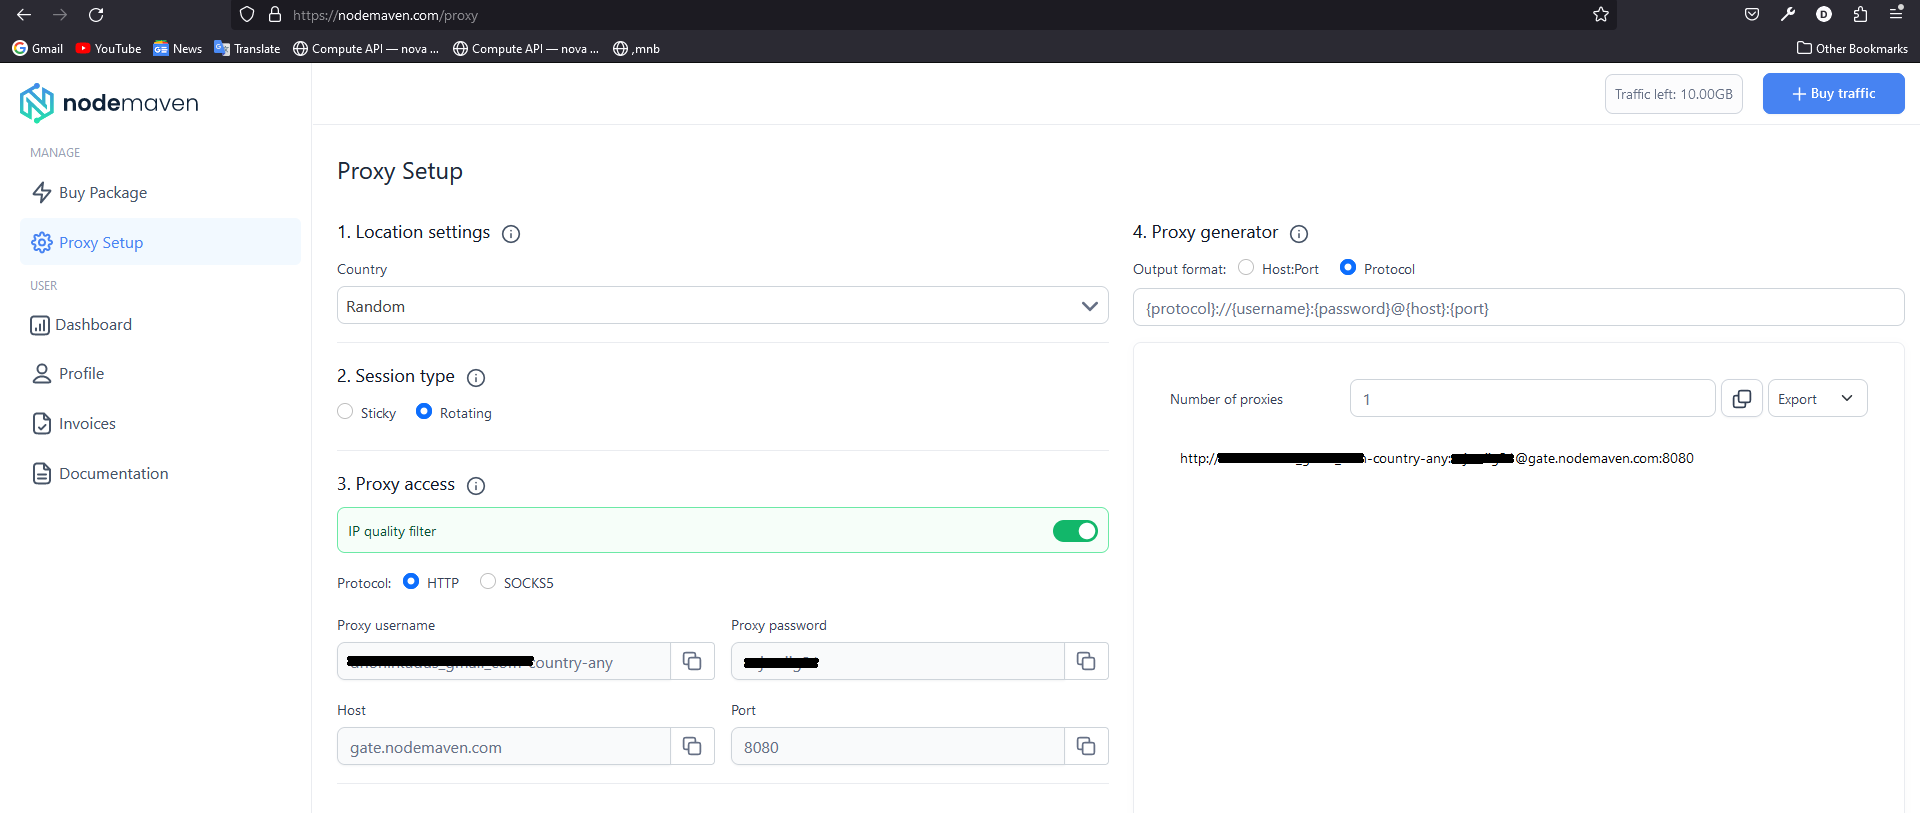 https://nodemaven.com/proxy
Gmail YouTube News Translate Compute API — nova ... Compute API — nova ... ,mnb Other Bookmarks
nodemaven
Traffic left: 10.00GB
+ Buy traffic
MANAGE
Buy Package
Proxy Setup
USER
Dashboard
Profile
Invoices
Documentation
Proxy Setup
1. Location settings
Country
Random
2. Session type
Sticky Rotating
3. Proxy access
IP quality filter
Protocol: HTTP SOCKS5
Proxy username
country-any
Proxy password
Host
gate.nodemaven.com
Port
8080
4. Proxy generator
Output format: Host:Port Protocol
{protocol}://{username}:{password}@{host}:{port}
Number of proxies
1
Export
http:// -country-any: @gate.nodemaven.com:8080